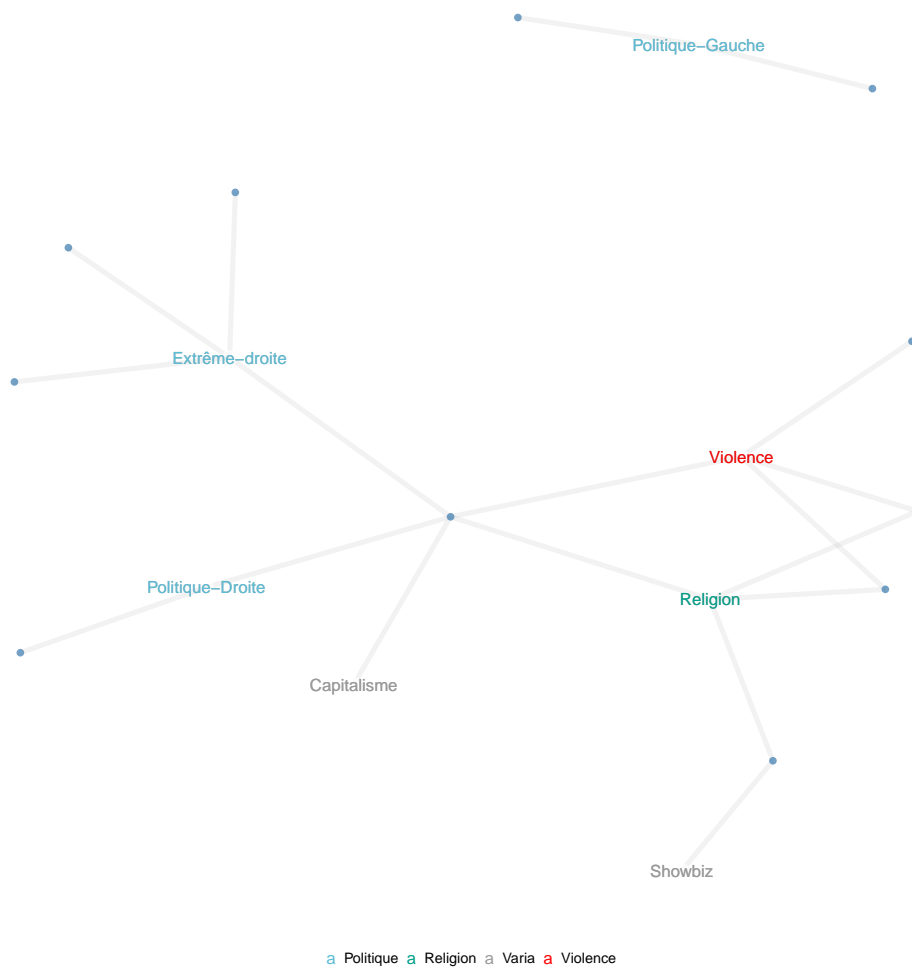 Politique−Gauche
Extrême−droite
Violence
Politique−Droite
Religion
Capitalisme
Showbiz
a Politique a Religion a Varia a Violence